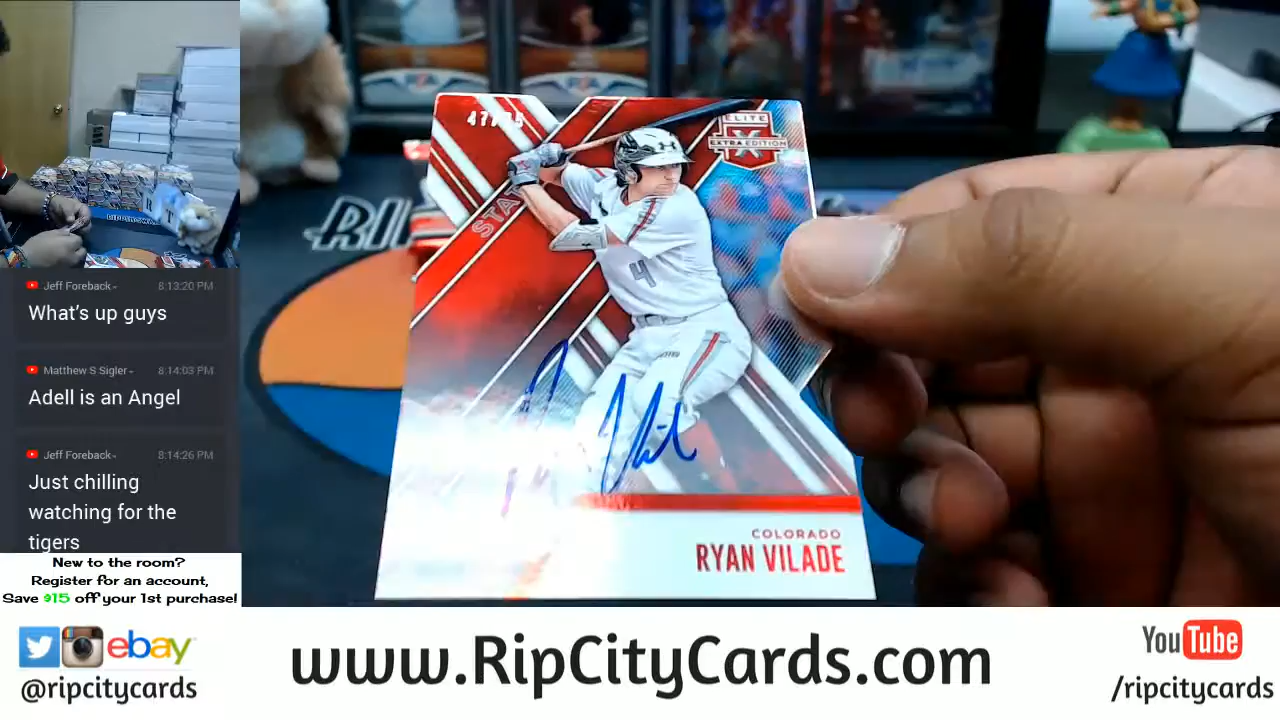 Jeff Foreback
8:13:20 PM
What's up guys
Matthew S Sigler
8:14:03 PM
Adell is an Angel
Jeff Foreback
8:14:26 PM
Just chilling
watching for the
tigers
New to the room?
Register for an account,
Save $15 off your 1st purchase!
ELITE
EXTRA EDITION
STA
4
COLORADO
RYAN VILADE
ebay
@ripcitycards
www.RipCityCards.com
YouTube
/ripcitycards